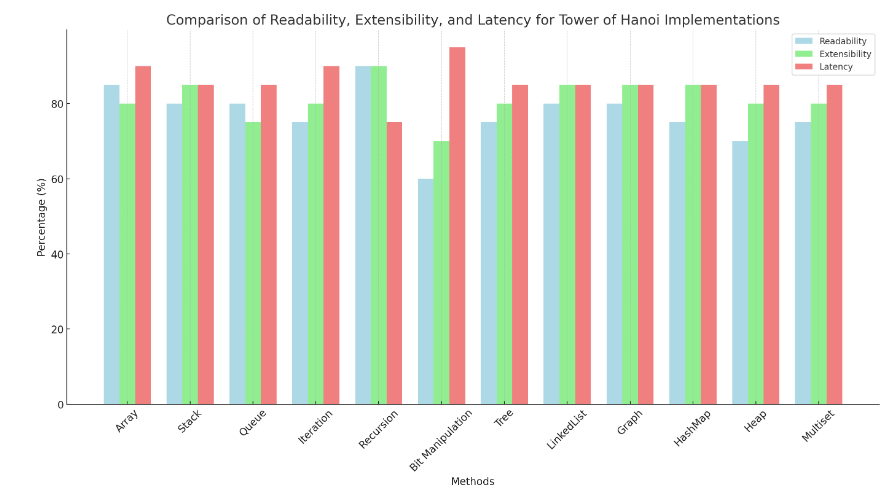 Comparison of Readability, Extensibility, and Latency for Tower of Hanoi Implementations
Readability
Extensibility
Latency
Percentage (%)
80
60
40
20
0
Array
Stack
Queue
Iteration
Recursion
Bit Manipulation
Tree
LinkedList
Graph
HashMap
Heap
Multiset
Methods